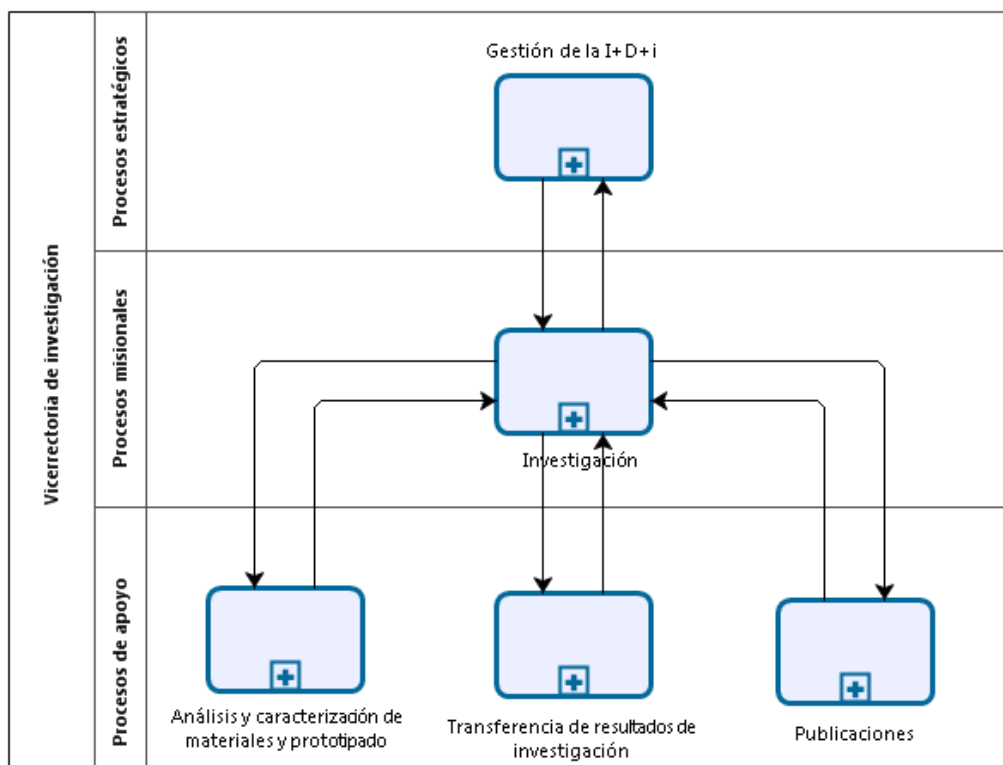 Vicerrectoria de investigación
Procesos estratégicos
Gestión de la I+D+i
Procesos misionales
Investigación
Procesos de apoyo
Análisis y caracterización de
materiales y prototipado
Transferencia de resultados de
investigación
Publicaciones